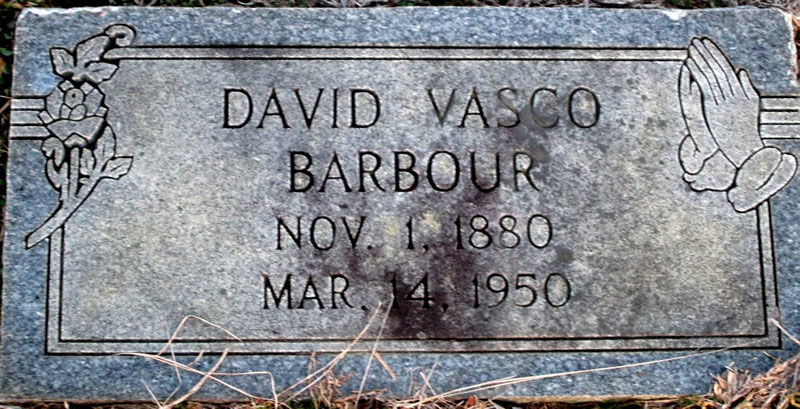 DAVID VASCO
BARBOUR
NOV. 1, 1880
MAR. 14, 1950